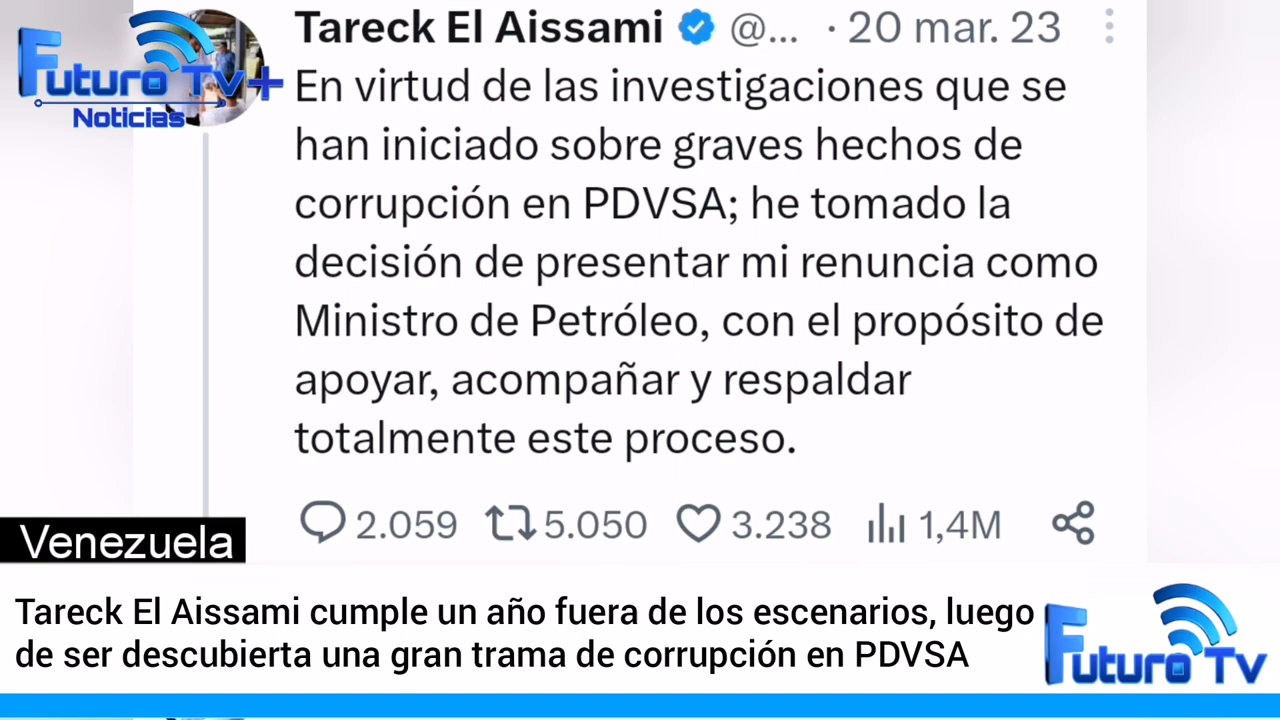 Tareck El Aissami @... · 20 mar. 23
Futuro Tv+
Noticias
En virtud de las investigaciones que se
han iniciado sobre graves hechos de
corrupción en PDVSA; he tomado la
decisión de presentar mi renuncia como
Ministro de Petróleo, con el propósito de
apoyar, acompañar y respaldar
totalmente este proceso.
2.059 5.050 3.238 1,4M
Venezuela
Tareck El Aissami cumple un año fuera de los escenarios, luego
de ser descubierta una gran trama de corrupción en PDVSA
Futuro Tv